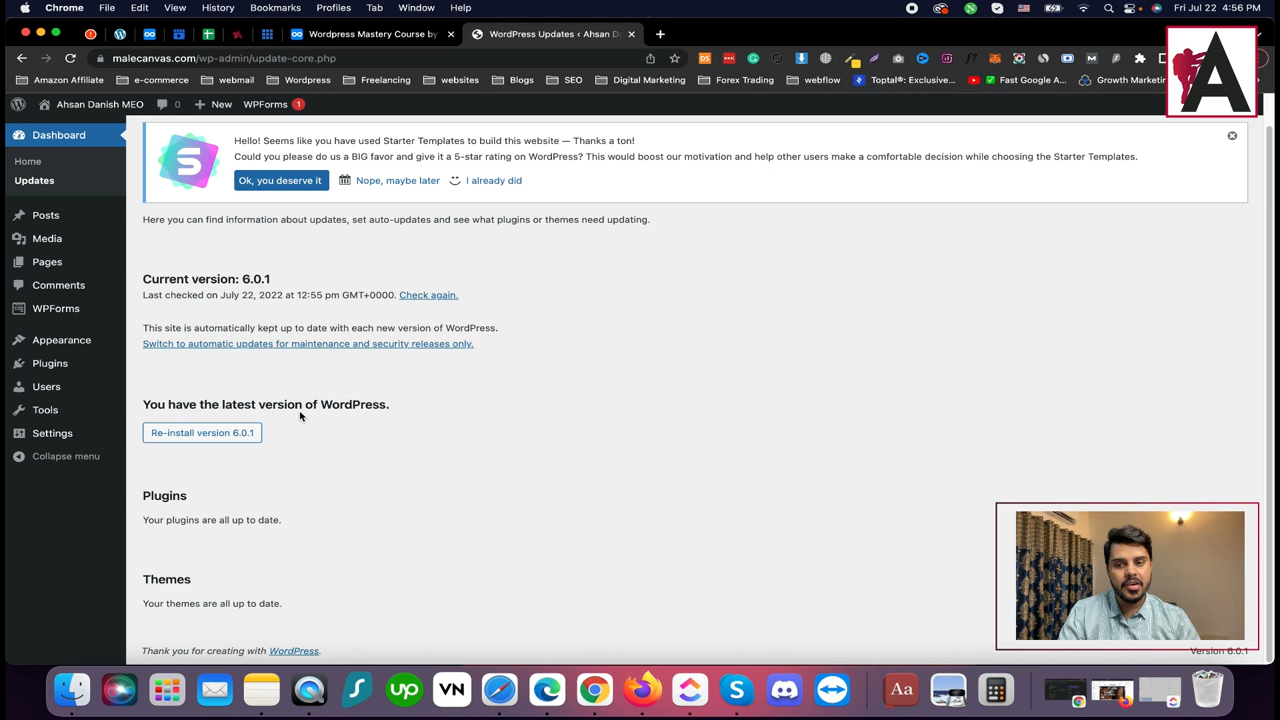 Chrome File Edit View History Bookmarks Profiles Tab Window Help Fri Jul 22 4:56 PM
Wordpress Mastery Course by WordPress Updates ‹ Ahsan D
malecanvas.com/wp-admin/update-core.php
Amazon Affiliate e-commerce webmail Wordpress Freelancing websites Blogs SEO Digital Marketing Forex Trading webflow Toptal®: Exclusive... Fast Google A... Growth Marketi
A
Ahsan Danish MEO 0 New WPForms 1
Dashboard
Home
Updates
Posts
Media
Pages
Comments
WPForms
Appearance
Plugins
Users
Tools
Settings
Collapse menu
S
Hello! Seems like you have used Starter Templates to build this website — Thanks a ton!
Could you please do us a BIG favor and give it a 5-star rating on WordPress? This would boost our motivation and help other users make a comfortable decision while choosing the Starter Templates.
Ok, you deserve it Nope, maybe later I already did
Here you can find information about updates, set auto-updates and see what plugins or themes need updating.
Current version: 6.0.1
Last checked on July 22, 2022 at 12:55 pm GMT+0000. Check again.
This site is automatically kept up to date with each new version of WordPress.
Switch to automatic updates for maintenance and security releases only.
You have the latest version of WordPress.
Re-install version 6.0.1
Plugins
Your plugins are all up to date.
Themes
Your themes are all up to date.
Thank you for creating with WordPress. Version 6.0.1
up VN S Aa